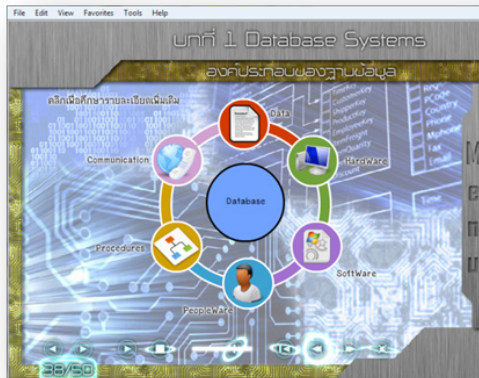 File Edit View Favorites Tools Help
บทที่ 1 Database Systems
องค์ประกอบของฐานข้อมูล
คลิกเพื่อศึกษารายละเอียดเพิ่มเติม
Data
Communication
HardWare
Database
Procedures
SoftWare
PeopleWare
Menu
38/50